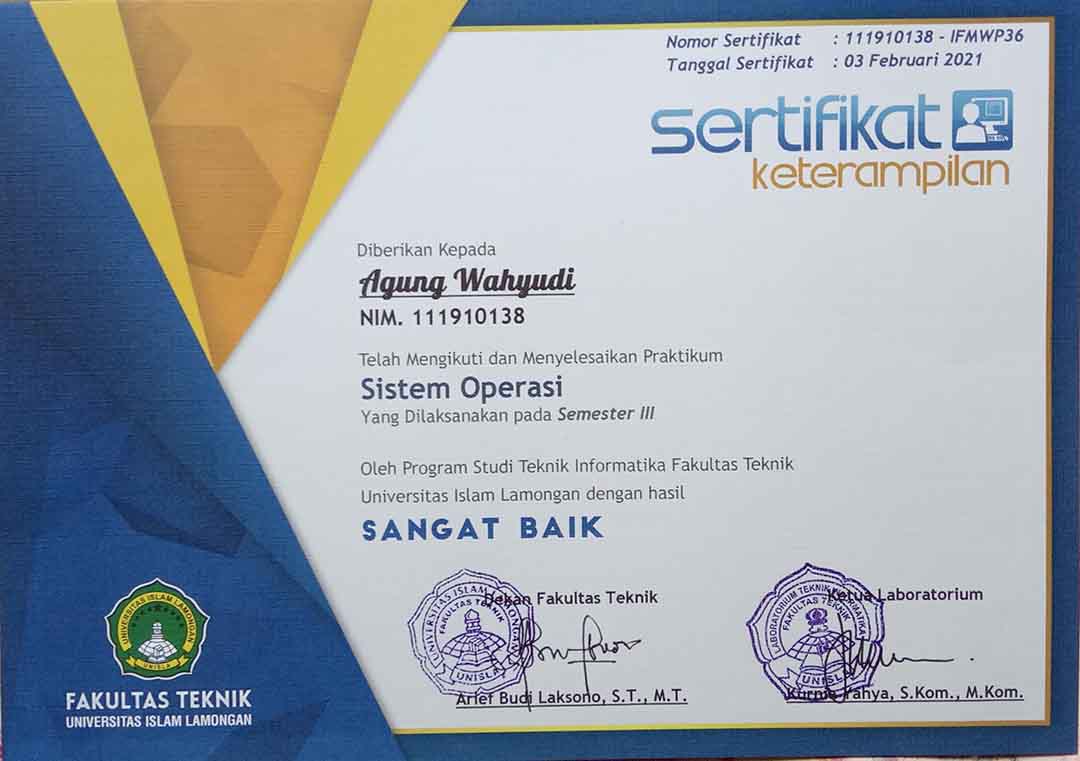 Nomor Sertifikat : 111910138 - IFMWP36
Tanggal Sertifikat : 03 Februari 2021
sertifikat
keterampilan
Diberikan Kepada
Agung Wahyudi
NIM. 111910138
Telah Mengikuti dan Menyelesaikan Praktikum
Sistem Operasi
Yang Dilaksanakan pada Semester III
Oleh Program Studi Teknik Informatika Fakultas Teknik
Universitas Islam Lamongan dengan hasil
SANGAT BAIK
Dekan Fakultas Teknik
UNIVERSITAS ISLAM LAMONGAN
FAKULTAS TEKNIK
UNISLA
Arief Budi Laksono, S.T., M.T.
Ketua Laboratorium
LABORATORIUM TEKNIK INFORMATIKA
FAKULTAS TEKNIK
UNISLA
Kurnia Yahya, S.Kom., M.Kom.
UNIVERSITAS ISLAM LAMONGAN
UNISLA
FAKULTAS TEKNIK
UNIVERSITAS ISLAM LAMONGAN